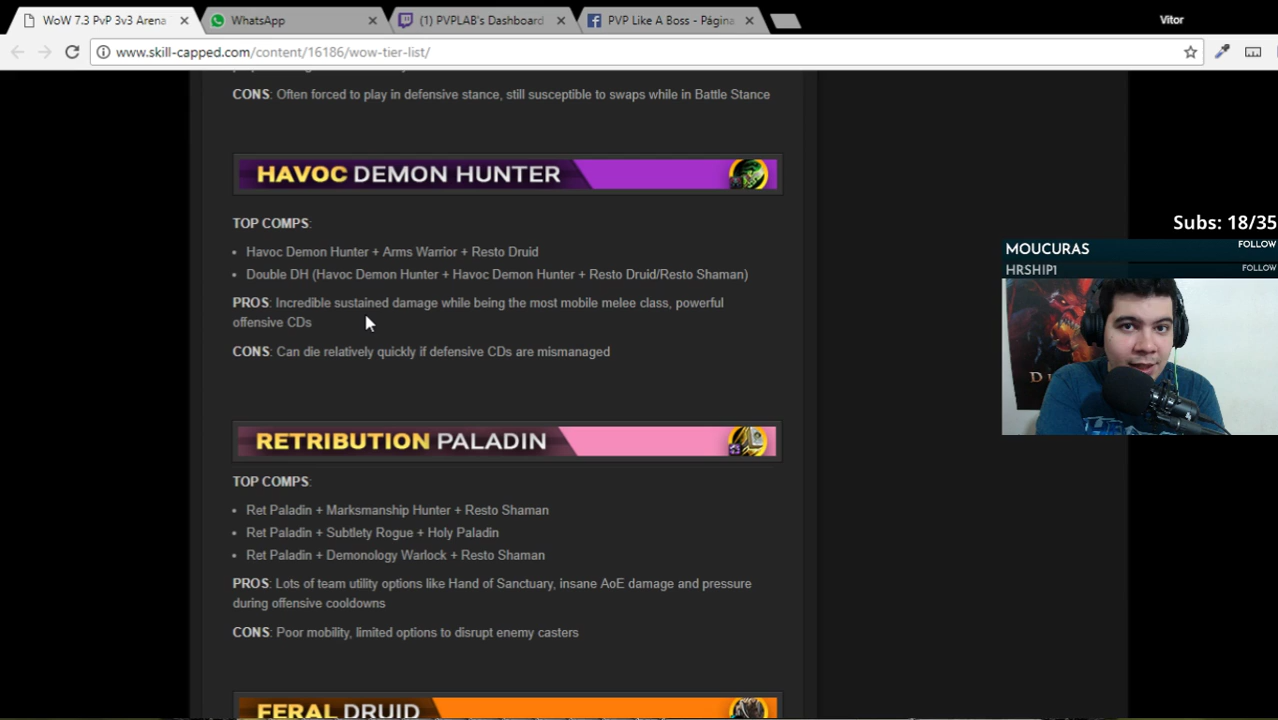 WoW 7.3 PvP 3v3 Arena
WhatsApp
(1) PVPLAB's Dashboard
PVP Like A Boss - Página
Vitor
www.skill-capped.com/content/16186/wow-tier-list/
CONS: Often forced to play in defensive stance, still susceptible to swaps while in Battle Stance
HAVOC DEMON HUNTER
TOP COMPS:
• Havoc Demon Hunter + Arms Warrior + Resto Druid
• Double DH (Havoc Demon Hunter + Havoc Demon Hunter + Resto Druid/Resto Shaman)
PROS: Incredible sustained damage while being the most mobile melee class, powerful
offensive CDs
CONS: Can die relatively quickly if defensive CDs are mismanaged
RETRIBUTION PALADIN
TOP COMPS:
• Ret Paladin + Marksmanship Hunter + Resto Shaman
• Ret Paladin + Subtlety Rogue + Holy Paladin
• Ret Paladin + Demonology Warlock + Resto Shaman
PROS: Lots of team utility options like Hand of Sanctuary, insane AoE damage and pressure
during offensive cooldowns
CONS: Poor mobility, limited options to disrupt enemy casters
FERAL DRUID
Subs: 18/35
MOUCURAS FOLLOW
HRSHIP1 FOLLOW